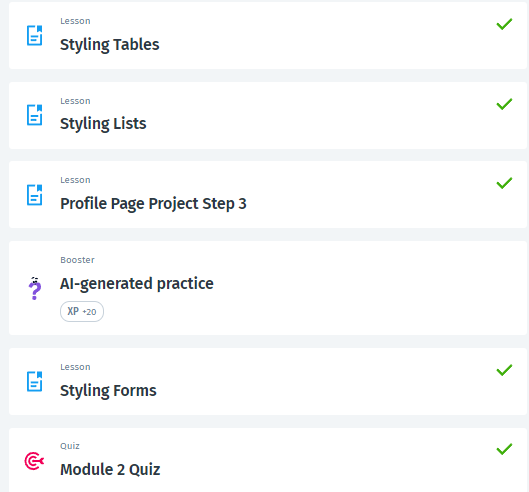 Lesson
Styling Tables
Lesson
Styling Lists
Lesson
Profile Page Project Step 3
Booster
AI-generated practice
XP +20
Lesson
Styling Forms
Quiz
Module 2 Quiz